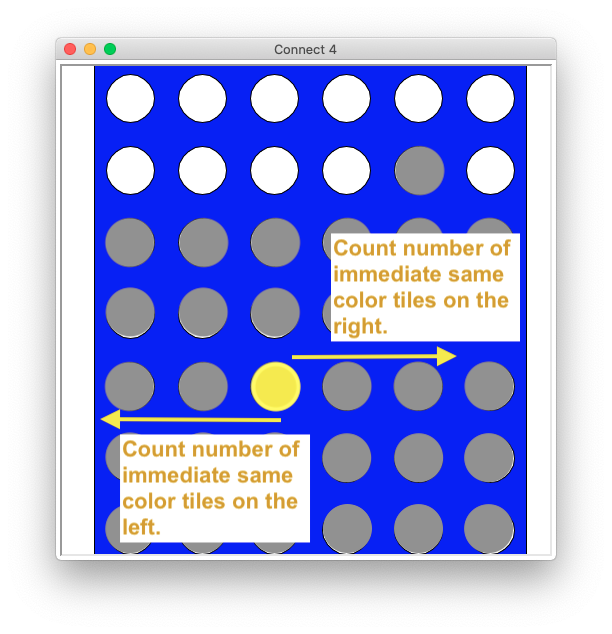 Connect 4
Count number of
immediate same
color tiles on the
right.
Count number of
immediate same
color tiles on the
left.